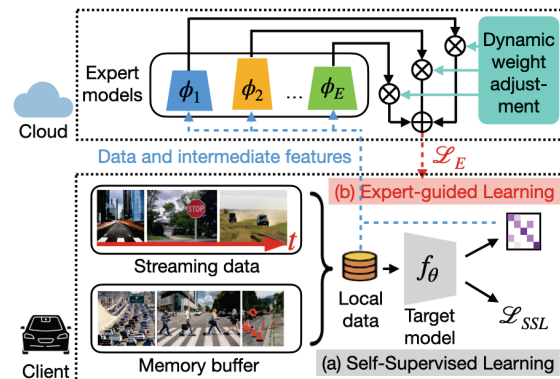 Expert
models
ϕ1
ϕ2
...
ϕE
Dynamic
weight
adjust-
ment
Cloud
Data and intermediate features
ℒE
(b) Expert-guided Learning
STOP
t
Streaming data
Local
data
fθ
Target
model
ℒSSL
Memory buffer
Client
(a) Self-Supervised Learning